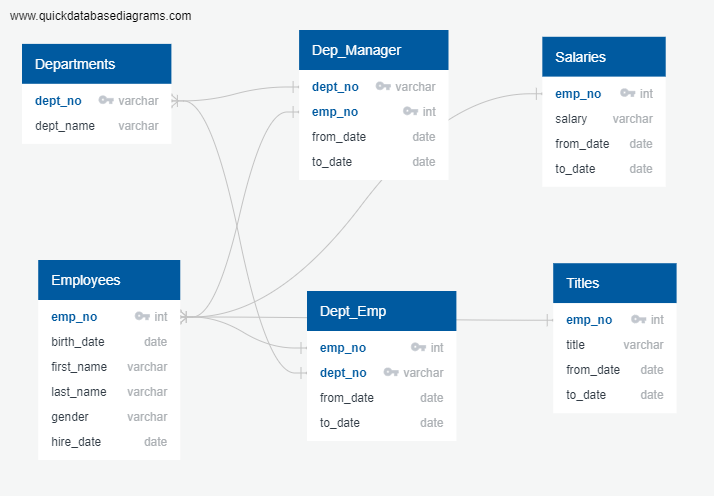 www.quickdatabasediagrams.com
Departments
dept_no varchar
dept_name varchar
Dep_Manager
dept_no varchar
emp_no int
from_date date
to_date date
Salaries
emp_no int
salary varchar
from_date date
to_date date
Employees
emp_no int
birth_date date
first_name varchar
last_name varchar
gender varchar
hire_date date
Dept_Emp
emp_no int
dept_no varchar
from_date date
to_date date
Titles
emp_no int
title varchar
from_date date
to_date date